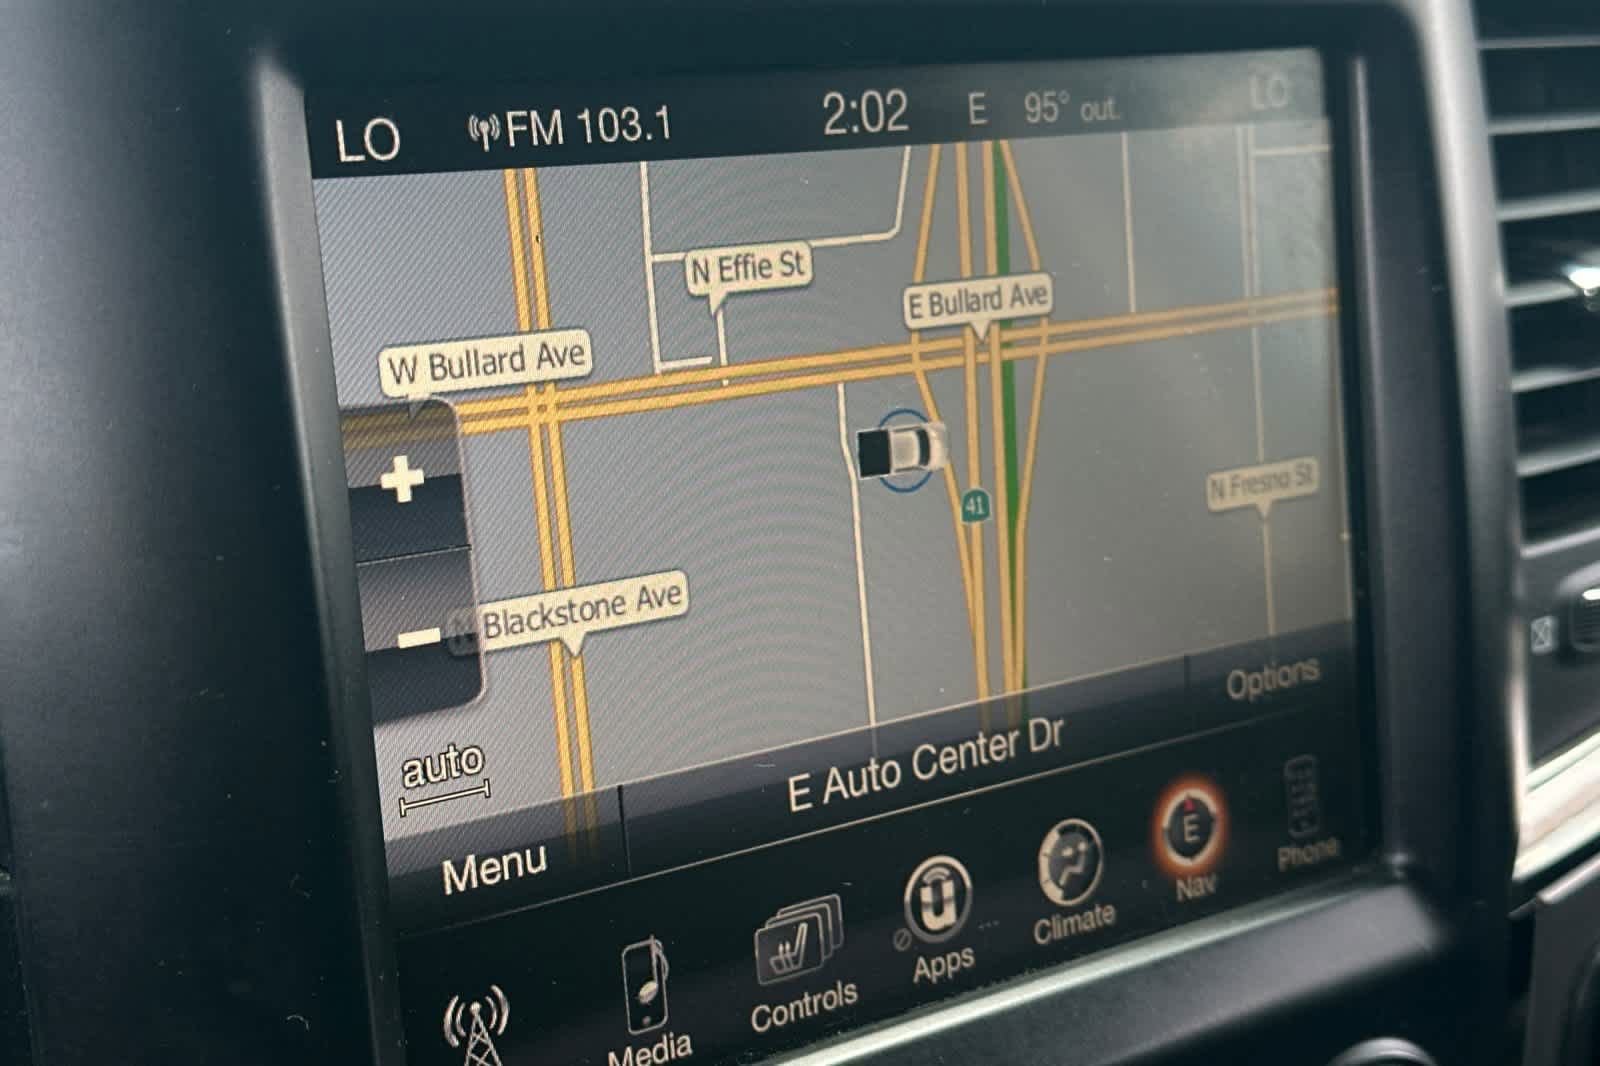 LO FM 103.1 2:02 E 95° out. LO
N Effie St
E Bullard Ave
W Bullard Ave
N Fresno St
41
N Blackstone Ave
auto
Options
E Auto Center Dr
Menu
E
Phone
Nav
Climate
Apps
Controls
Media